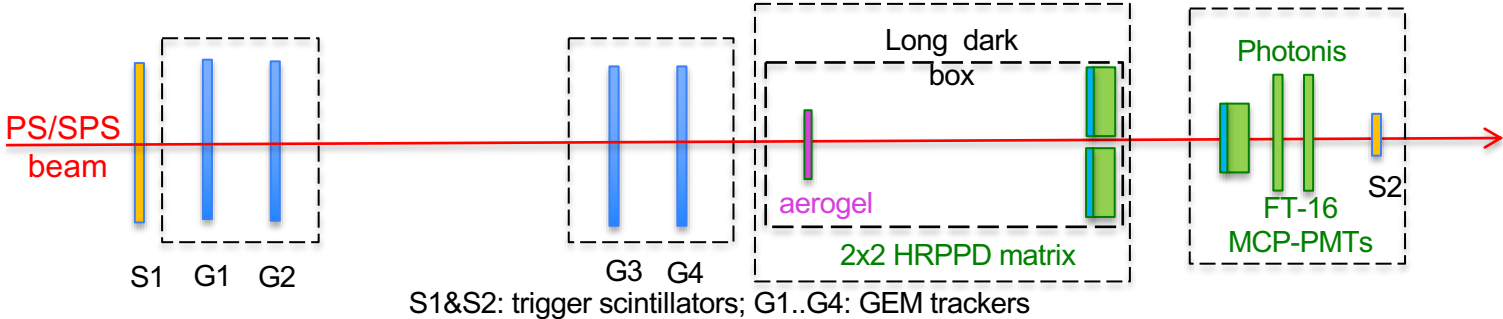 PS/SPS
beam
S1
G1
G2
G3
G4
Long dark
box
aerogel
2x2 HRPPD matrix
Photonis
FT-16
MCP-PMTs
S2
S1&S2: trigger scintillators; G1..G4: GEM trackers